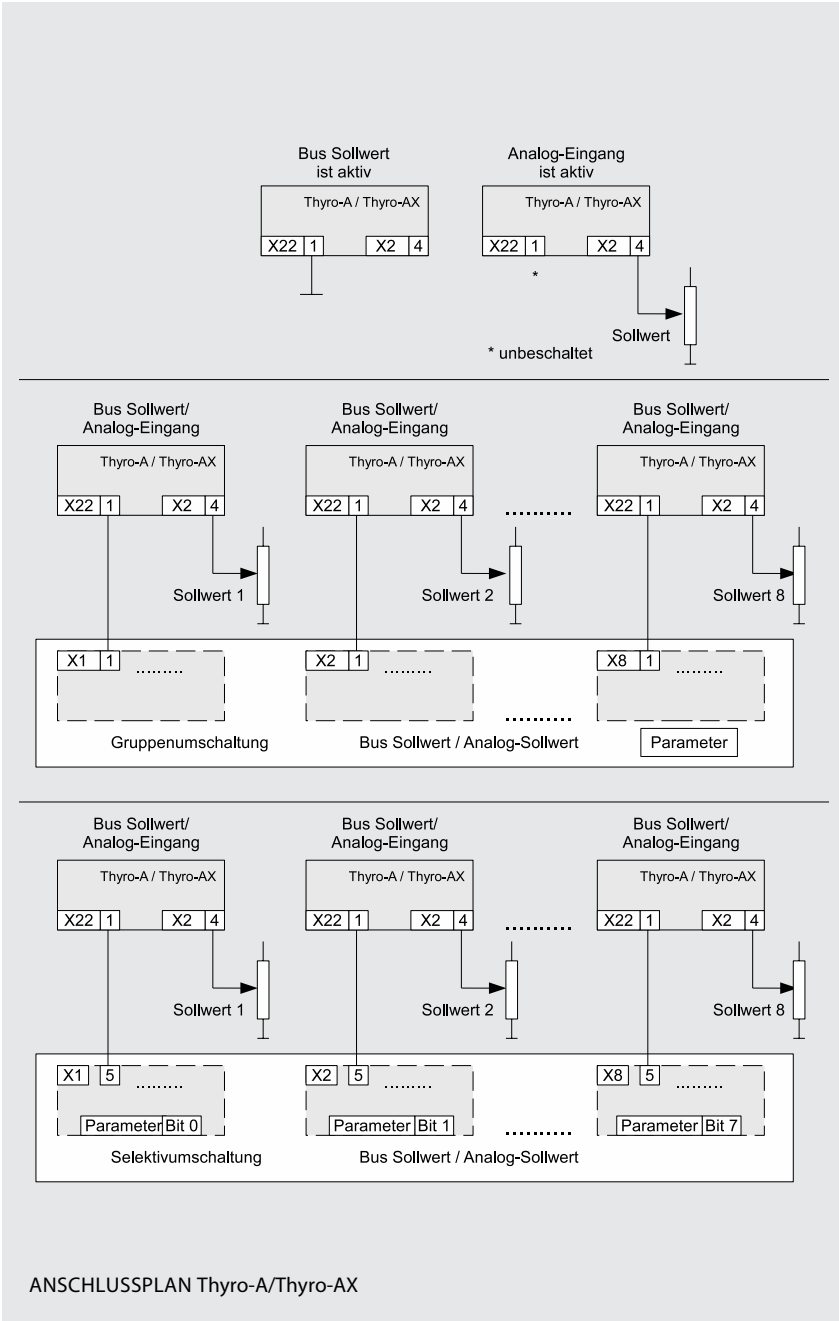 Bus Sollwert
ist aktiv
Analog-Eingang
ist aktiv
Thyro-A / Thyro-AX
Thyro-A / Thyro-AX
X22 1 X2 4
X22 1 X2 4
*
Sollwert
* unbeschaltet
Bus Sollwert/
Analog-Eingang
Bus Sollwert/
Analog-Eingang
Bus Sollwert/
Analog-Eingang
Thyro-A / Thyro-AX
Thyro-A / Thyro-AX
Thyro-A / Thyro-AX
X22 1 X2 4
X22 1 X2 4
..........
X22 1 X2 4
Sollwert 1
Sollwert 2
Sollwert 8
X1 1 .........
X2 1 .........
X8 1 .........
..........
Gruppenumschaltung
Bus Sollwert / Analog-Sollwert
Parameter
Bus Sollwert/
Analog-Eingang
Bus Sollwert/
Analog-Eingang
Bus Sollwert/
Analog-Eingang
Thyro-A / Thyro-AX
Thyro-A / Thyro-AX
Thyro-A / Thyro-AX
X22 1 X2 4
X22 1 X2 4
..........
X22 1 X2 4
Sollwert 1
Sollwert 2
Sollwert 8
X1 5 .........
X2 5 .........
X8 5 .........
Parameter Bit 0
Parameter Bit 1
..........
Parameter Bit 7
Selektivumschaltung
Bus Sollwert / Analog-Sollwert
ANSCHLUSSPLAN Thyro-A/Thyro-AX